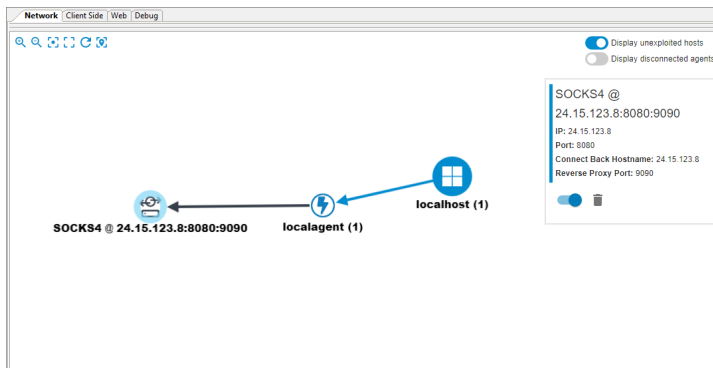 Network Client Side Web Debug
Display unexploited hosts
Display disconnected agents
SOCKS4 @
24.15.123.8:8080:9090
IP: 24.15.123.8
Port: 8080
Connect Back Hostname: 24.15.123.8
Reverse Proxy Port: 9090
localhost (1)
SOCKS4 @ 24.15.123.8:8080:9090
localagent (1)